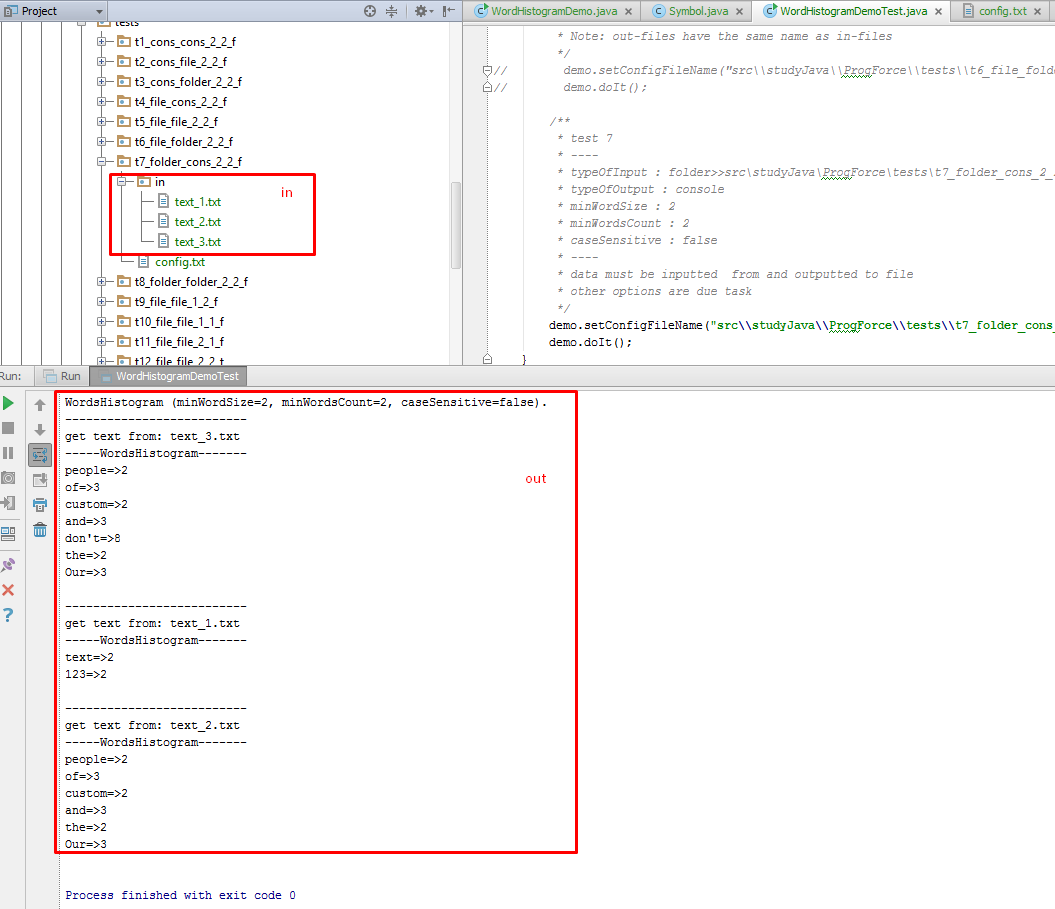 Project
WordHistogramDemo.java
Symbol.java
WordHistogramDemoTest.java
config.txt
tests
t1_cons_cons_2_2_f
t2_cons_file_2_2_f
t3_cons_folder_2_2_f
t4_file_cons_2_2_f
t5_file_file_2_2_f
t6_file_folder_2_2_f
t7_folder_cons_2_2_f
in
text_1.txt
text_2.txt
text_3.txt
in
config.txt
t8_folder_folder_2_2_f
t9_file_file_1_2_f
t10_file_file_1_1_f
t11_file_file_2_1_f
t12_file_file_2_2_t
* Note: out-files have the same name as in-files
*/
// demo.setConfigFileName("src\\studyJava\\ProgForce\\tests\\t6_file_fold
// demo.doIt();
/**
* test 7
* ----
* typeOfInput : folder>>src\studyJava\ProgForce\tests\t7_folder_cons_2_
* typeOfOutput : console
* minWordSize : 2
* minWordsCount : 2
* caseSensitive : false
* ----
* data must be inputted from and outputted to file
* other options are due task
*/
demo.setConfigFileName("src\\studyJava\\ProgForce\\tests\\t7_folder_cons_
demo.doIt();
}
Run:
Run
WordHistogramDemoTest
WordsHistogram (minWordSize=2, minWordsCount=2, caseSensitive=false).
--------------------------
get text from: text_3.txt
-----WordsHistogram-------
people=>2
of=>3
custom=>2
and=>3
don't=>8
the=>2
Our=>3
--------------------------
get text from: text_1.txt
-----WordsHistogram-------
text=>2
123=>2
--------------------------
get text from: text_2.txt
-----WordsHistogram-------
people=>2
of=>3
custom=>2
and=>3
the=>2
Our=>3
out
Process finished with exit code 0